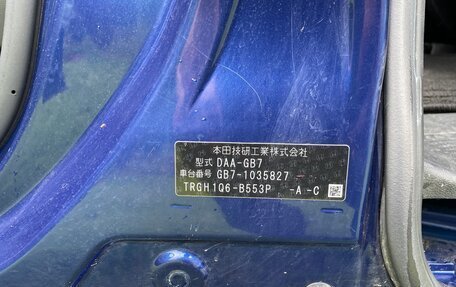 本田技研工業株式会社
型式 DAA-GB7
車台番号 GB7-1035827
TRGH1Q6-B553P -A -C